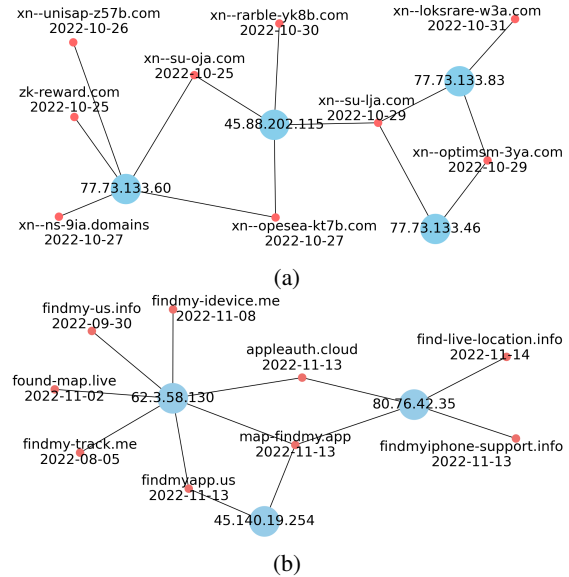 xn--unisap-z57b.com
2022-10-26
xn--rarble-yk8b.com
2022-10-30
xn--loksrare-w3a.com
2022-10-31
xn--su-oja.com
2022-10-25
zk-reward.com
2022-10-25
77.73.133.83
xn--su-lja.com
2022-10-29
45.88.202.115
xn--optimsm-3ya.com
2022-10-29
77.73.133.60
xn--ns-9ia.domains
2022-10-27
xn--opesea-kt7b.com
2022-10-27
77.73.133.46
(a)
findmy-us.info
2022-09-30
findmy-idevice.me
2022-11-08
appleauth.cloud
2022-11-13
find-live-location.info
2022-11-14
found-map.live
2022-11-02
62.3.58.130
80.76.42.35
findmy-track.me
2022-08-05
map-findmy.app
2022-11-13
findmyiphone-support.info
2022-11-13
findmyapp.us
2022-11-13
45.140.19.254
(b)